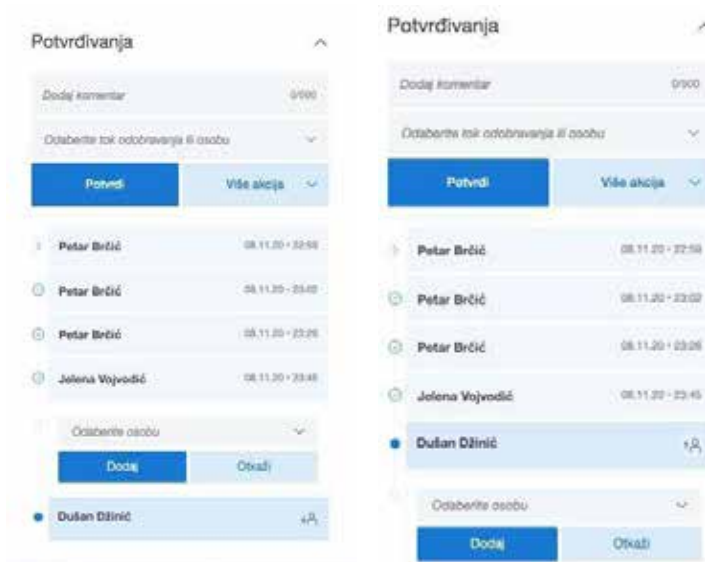 Potvrđivanja
Dodaj komentar 0/900
Odaberite tok odobravanja ili osobu
Potvrdi Više akcija
Petar Brčić 08.11.20 • 22:59
Petar Brčić 08.11.20 • 23:02
Petar Brčić 08.11.20 • 23:26
Jelena Vojvodić 08.11.20 • 23:45
Odaberite osobu
Dodaj Otkaži
Dušan Džinić
Potvrđivanja
Dodaj komentar 0/900
Odaberite tok odobravanja ili osobu
Potvrdi Više akcija
Petar Brčić 08.11.20 • 22:59
Petar Brčić 08.11.20 • 23:02
Petar Brčić 08.11.20 • 23:26
Jelena Vojvodić 08.11.20 • 23:45
Dušan Džinić
Odaberite osobu
Dodaj Otkaži